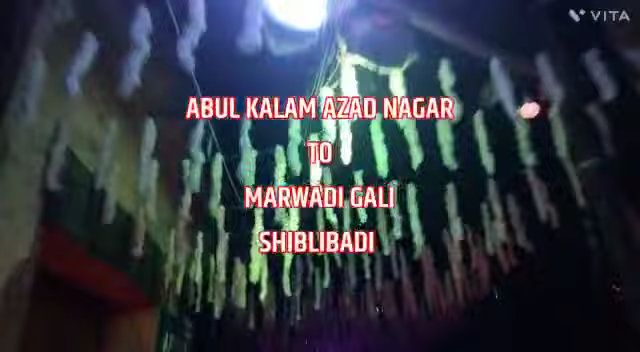 VITA
ABUL KALAM AZAD NAGAR
TO
MARWADI GALI
SHIBLIBADI